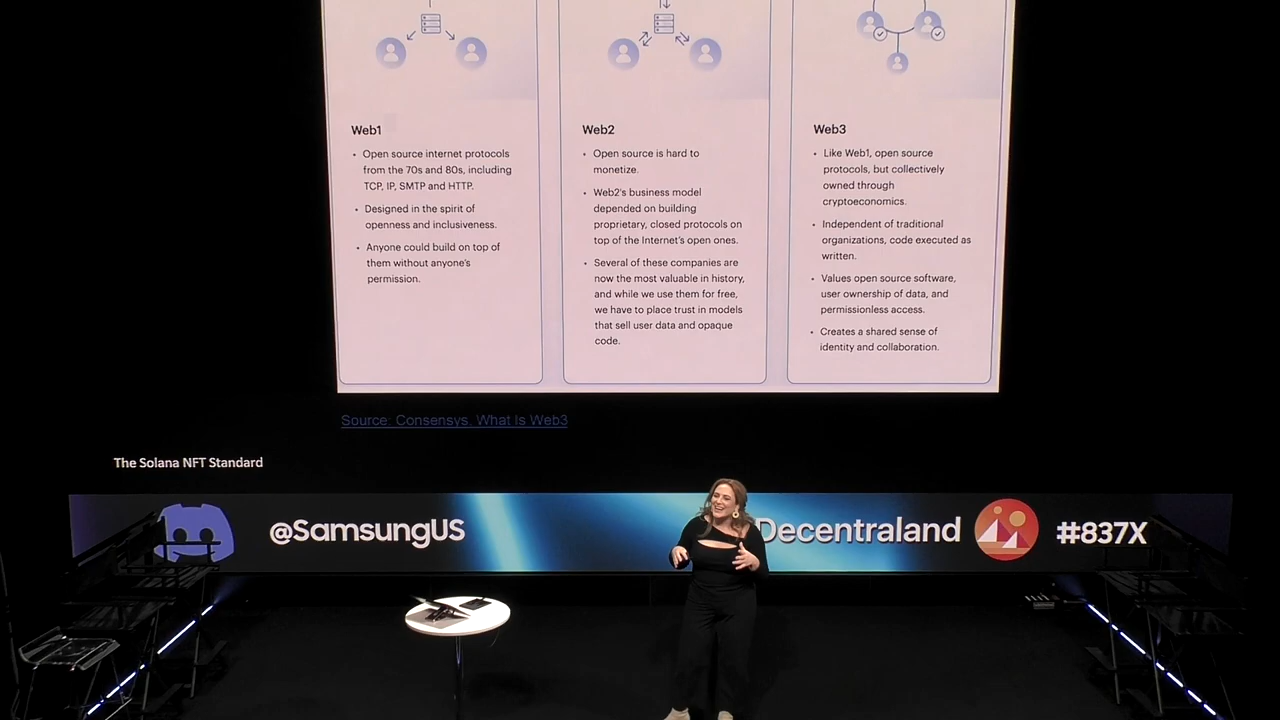 Web1
• Open source internet protocols
from the 70s and 80s, including
TCP, IP, SMTP and HTTP.
• Designed in the spirit of
openness and inclusiveness.
• Anyone could build on top of
them without anyone's
permission.
Web2
• Open source is hard to
monetize.
• Web2's business model
depended on building
proprietary, closed protocols on
top of the Internet's open ones.
• Several of these companies are
now the most valuable in history,
and while we use them for free,
we have to place trust in models
that sell user data and opaque
code.
Web3
• Like Web1, open source
protocols, but collectively
owned through
cryptoeconomics.
• Independent of traditional
organizations, code executed as
written.
• Values open source software,
user ownership of data, and
permissionless access.
• Creates a shared sense of
identity and collaboration.
Source: Consensys, What Is Web3
The Solana NFT Standard
@SamsungUS
Decentraland
#837X